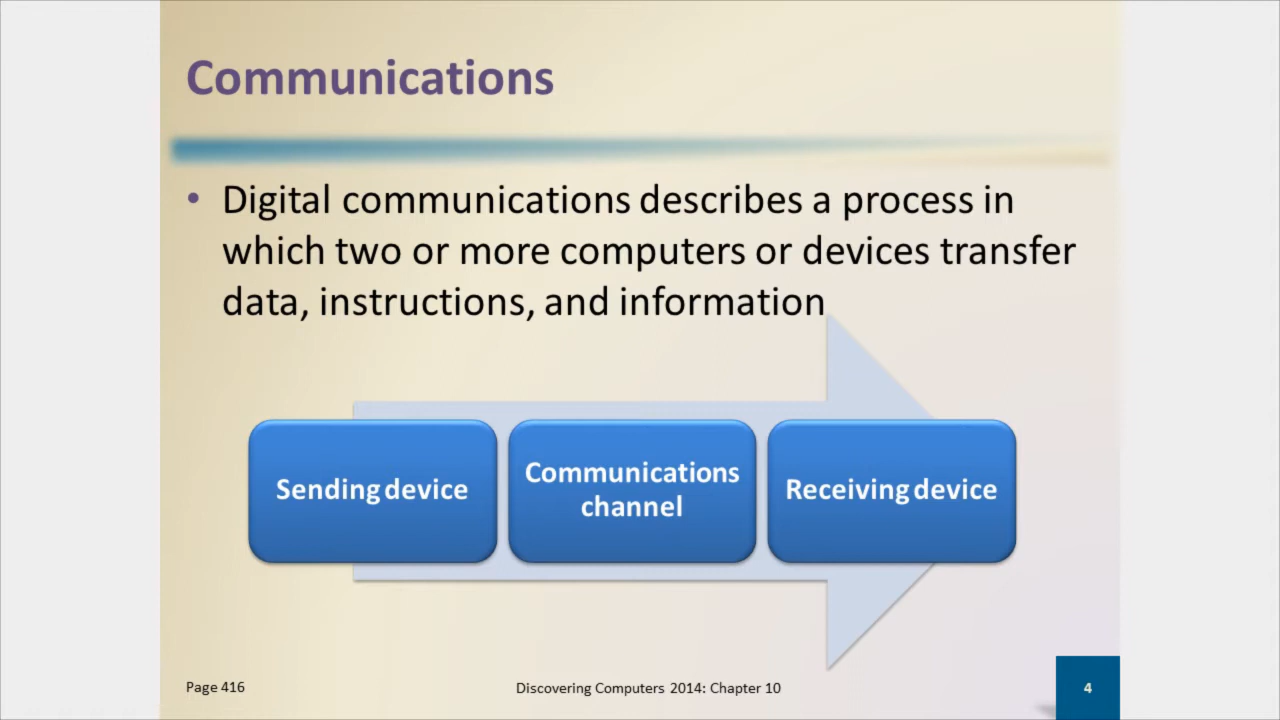 Communications
• Digital communications describes a process in
which two or more computers or devices transfer
data, instructions, and information
Sending device
Communications
channel
Receiving device
Page 416
Discovering Computers 2014: Chapter 10
4